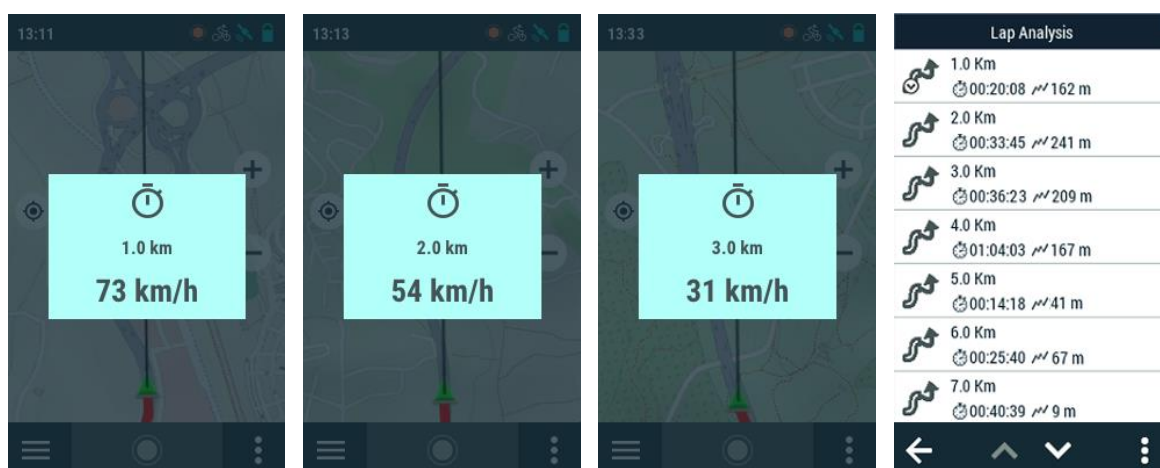 13:11
1.0 km
73 km/h
13:13
2.0 km
54 km/h
13:33
3.0 km
31 km/h
Lap Analysis
1.0 Km
00:20:08 162 m
2.0 Km
00:33:45 241 m
3.0 Km
00:36:23 209 m
4.0 Km
01:04:03 167 m
5.0 Km
00:14:18 41 m
6.0 Km
00:25:40 67 m
7.0 Km
00:40:39 9 m